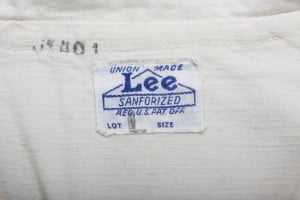 UNION MADE
Lee
SANFORIZED
REG. U.S. PAT. OFF.
LOT L SIZE